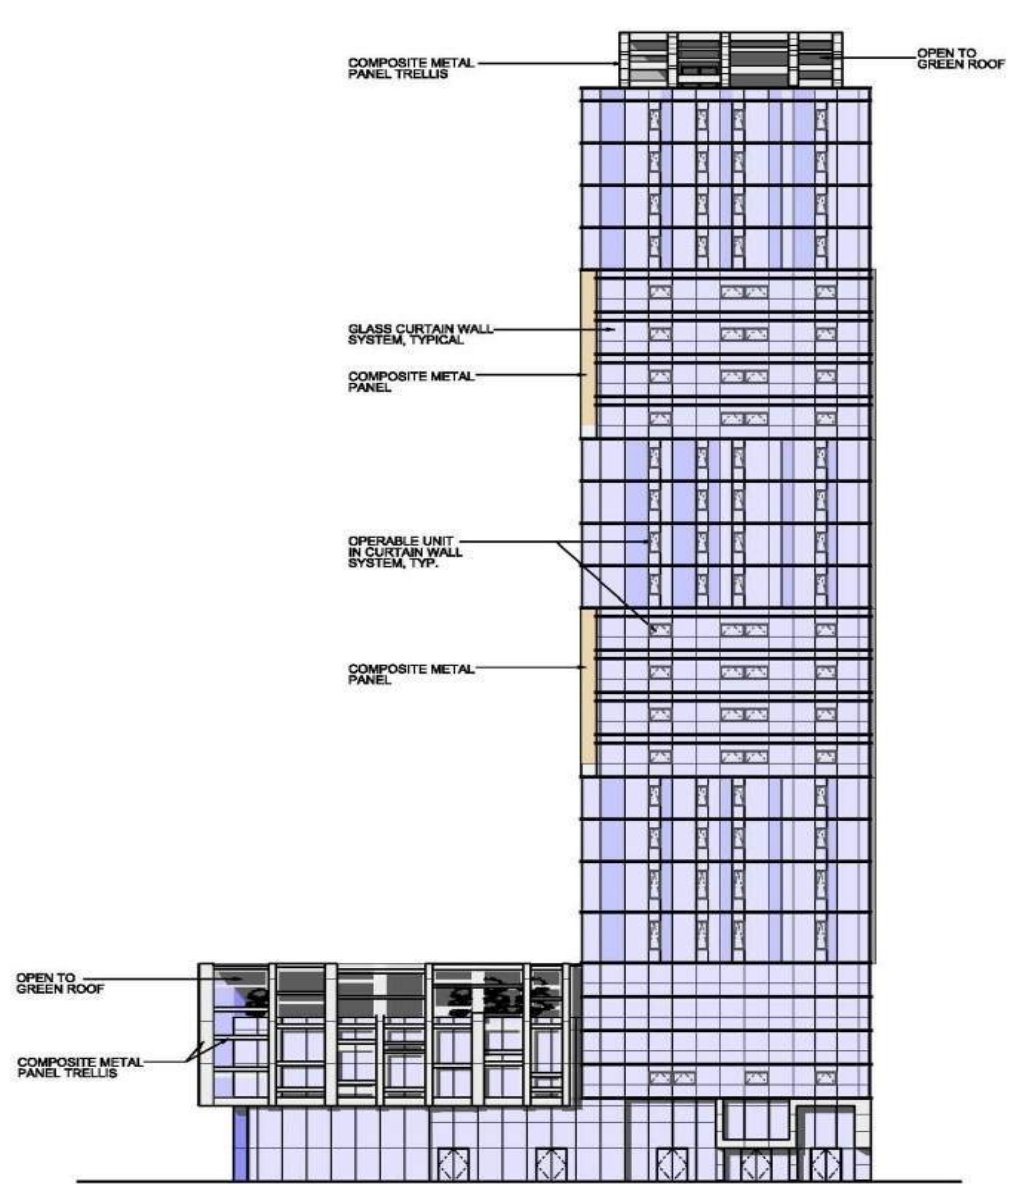 COMPOSITE METAL
PANEL TRELLIS
OPEN TO
GREEN ROOF
GLASS CURTAIN WALL
SYSTEM, TYPICAL
COMPOSITE METAL
PANEL
OPERABLE UNIT
IN CURTAIN WALL
SYSTEM, TYP.
COMPOSITE METAL
PANEL
OPEN TO
GREEN ROOF
COMPOSITE METAL
PANEL TRELLIS